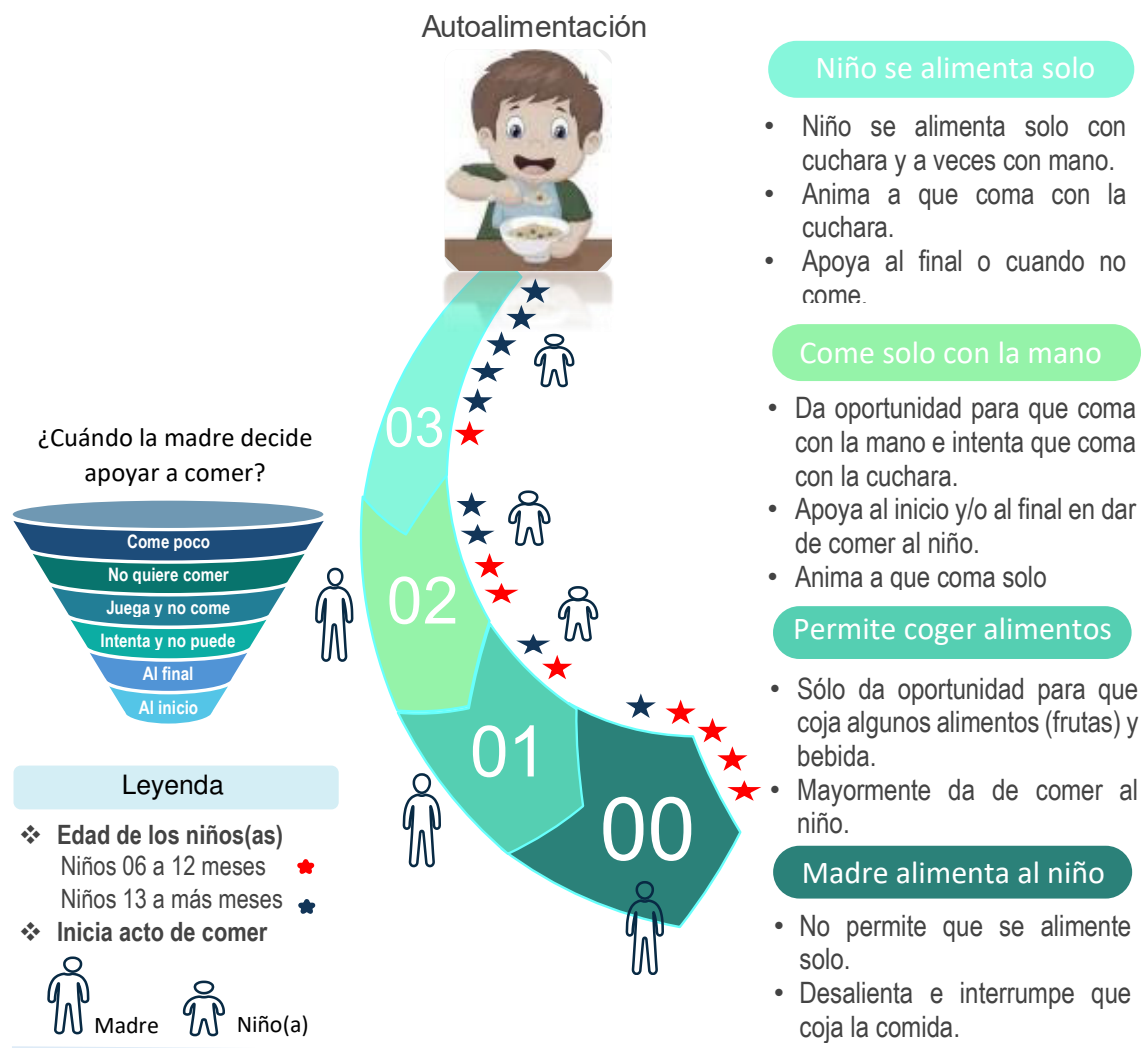 Autoalimentación
Niño se alimenta solo
• Niño se alimenta solo con
cuchara y a veces con mano.
• Anima a que coma con la
cuchara.
• Apoya al final o cuando no
come.
Come solo con la mano
• Da oportunidad para que coma
con la mano e intenta que coma
con la cuchara.
• Apoya al inicio y/o al final en dar
de comer al niño.
• Anima a que coma solo
Permite coger alimentos
• Sólo da oportunidad para que
coja algunos alimentos (frutas) y
bebida.
• Mayormente da de comer al
niño.
Madre alimenta al niño
• No permite que se alimente
solo.
• Desalienta e interrumpe que
coja la comida.
03
02
01
00
¿Cuándo la madre decide
apoyar a comer?
Come poco
No quiere comer
Juega y no come
Intenta y no puede
Al final
Al inicio
Leyenda
❖ Edad de los niños(as)
Niños 06 a 12 meses
Niños 13 a más meses
❖ Inicia acto de comer
Madre
Niño(a)